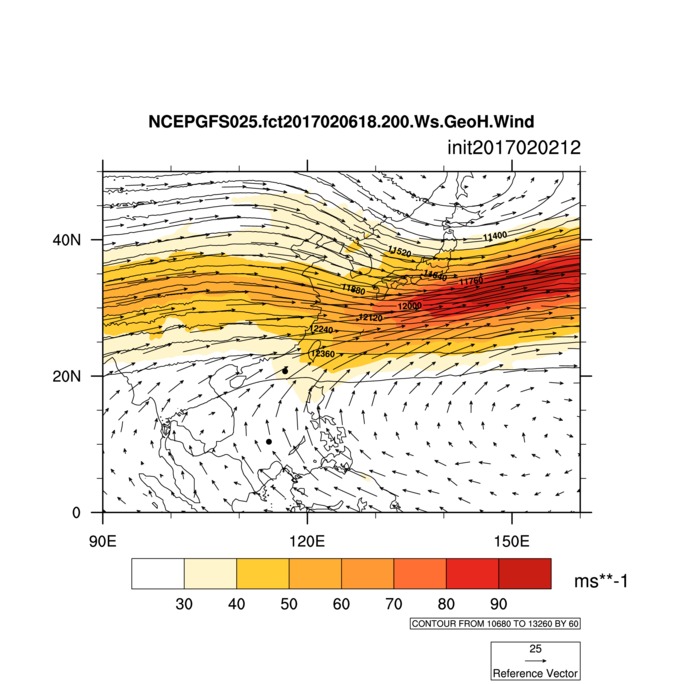 NCEPGFS025.fct2017020618.200.Ws.GeoH.Wind
init2017020212
40N
20N
0
11400
11520
11640
11760
11880
12000
12120
12240
12360
90E 120E 150E
30 40 50 60 70 80 90
ms**-1
CONTOUR FROM 10680 TO 13260 BY 60
25
Reference Vector